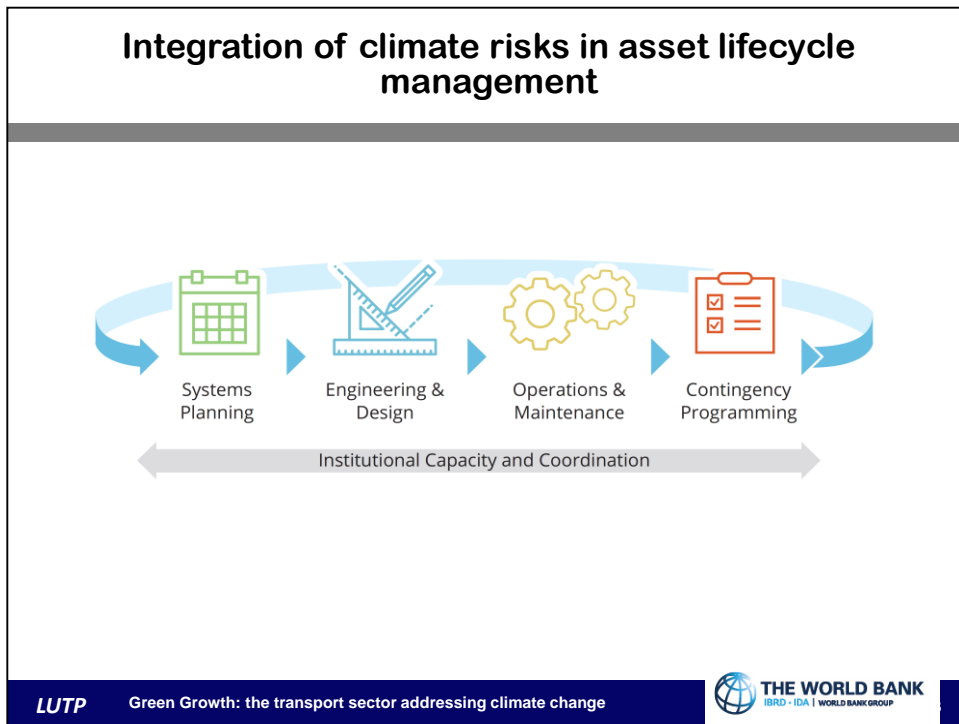 Integration of climate risks in asset lifecycle
management
Systems
Planning
Engineering &
Design
Operations &
Maintenance
Contingency
Programming
Institutional Capacity and Coordination
LUTP
Green Growth: the transport sector addressing climate change
THE WORLD BANK
IBRD • IDA | WORLD BANK GROUP